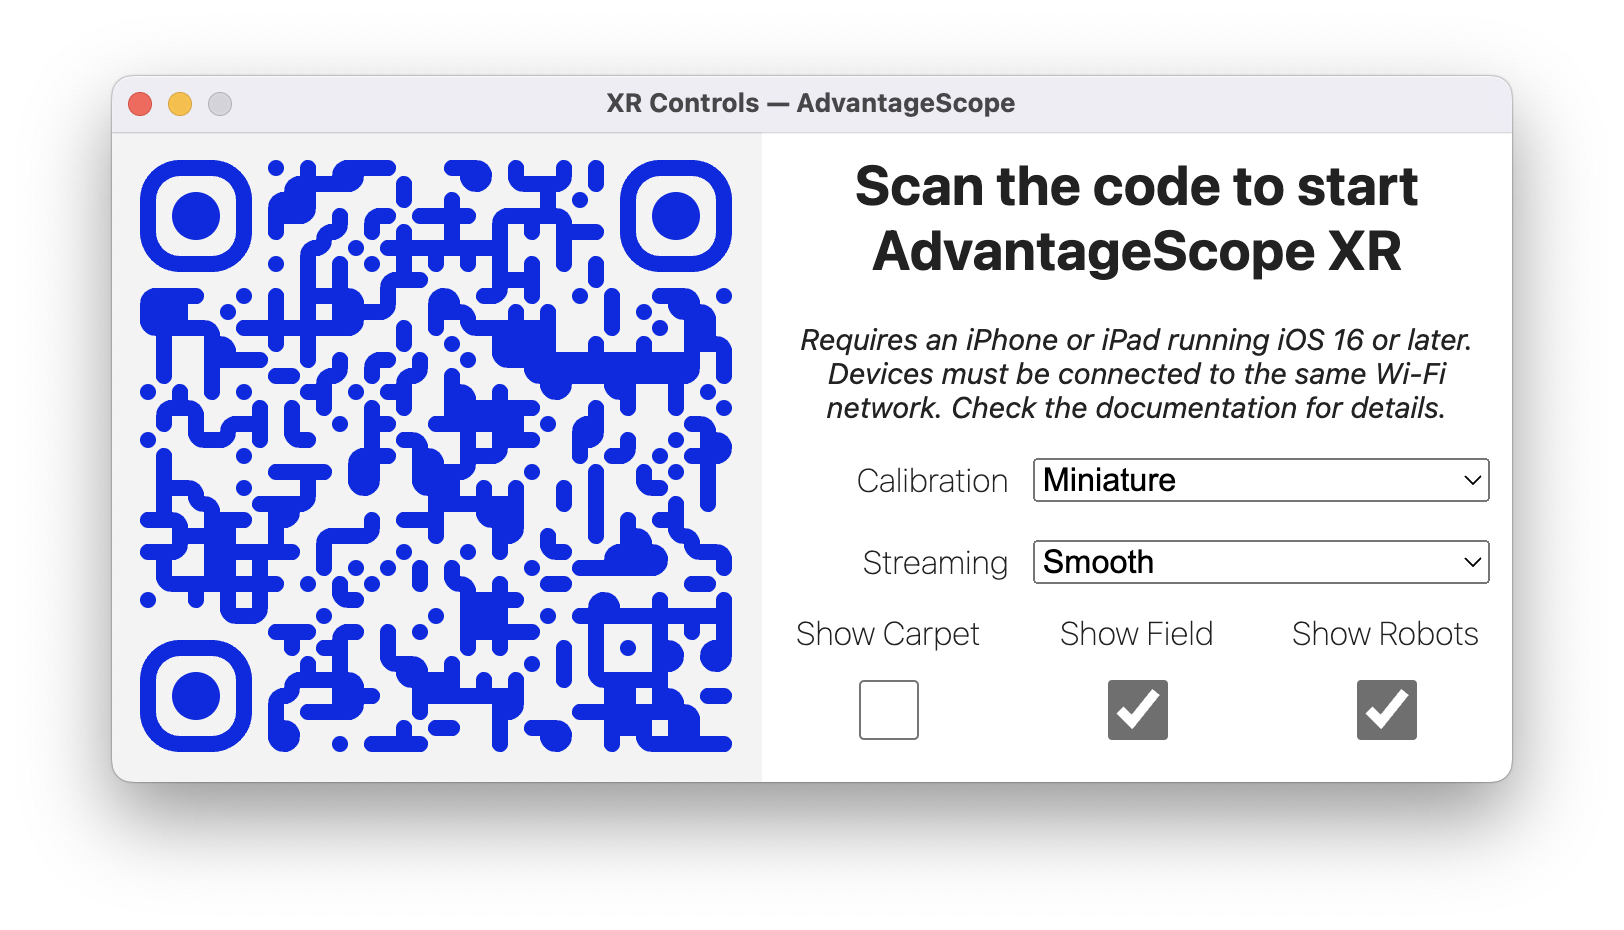 XR Controls — AdvantageScope
Scan the code to start
AdvantageScope XR
Requires an iPhone or iPad running iOS 16 or later.
Devices must be connected to the same Wi-Fi
network. Check the documentation for details.
Calibration Miniature
Streaming Smooth
Show Carpet Show Field Show Robots